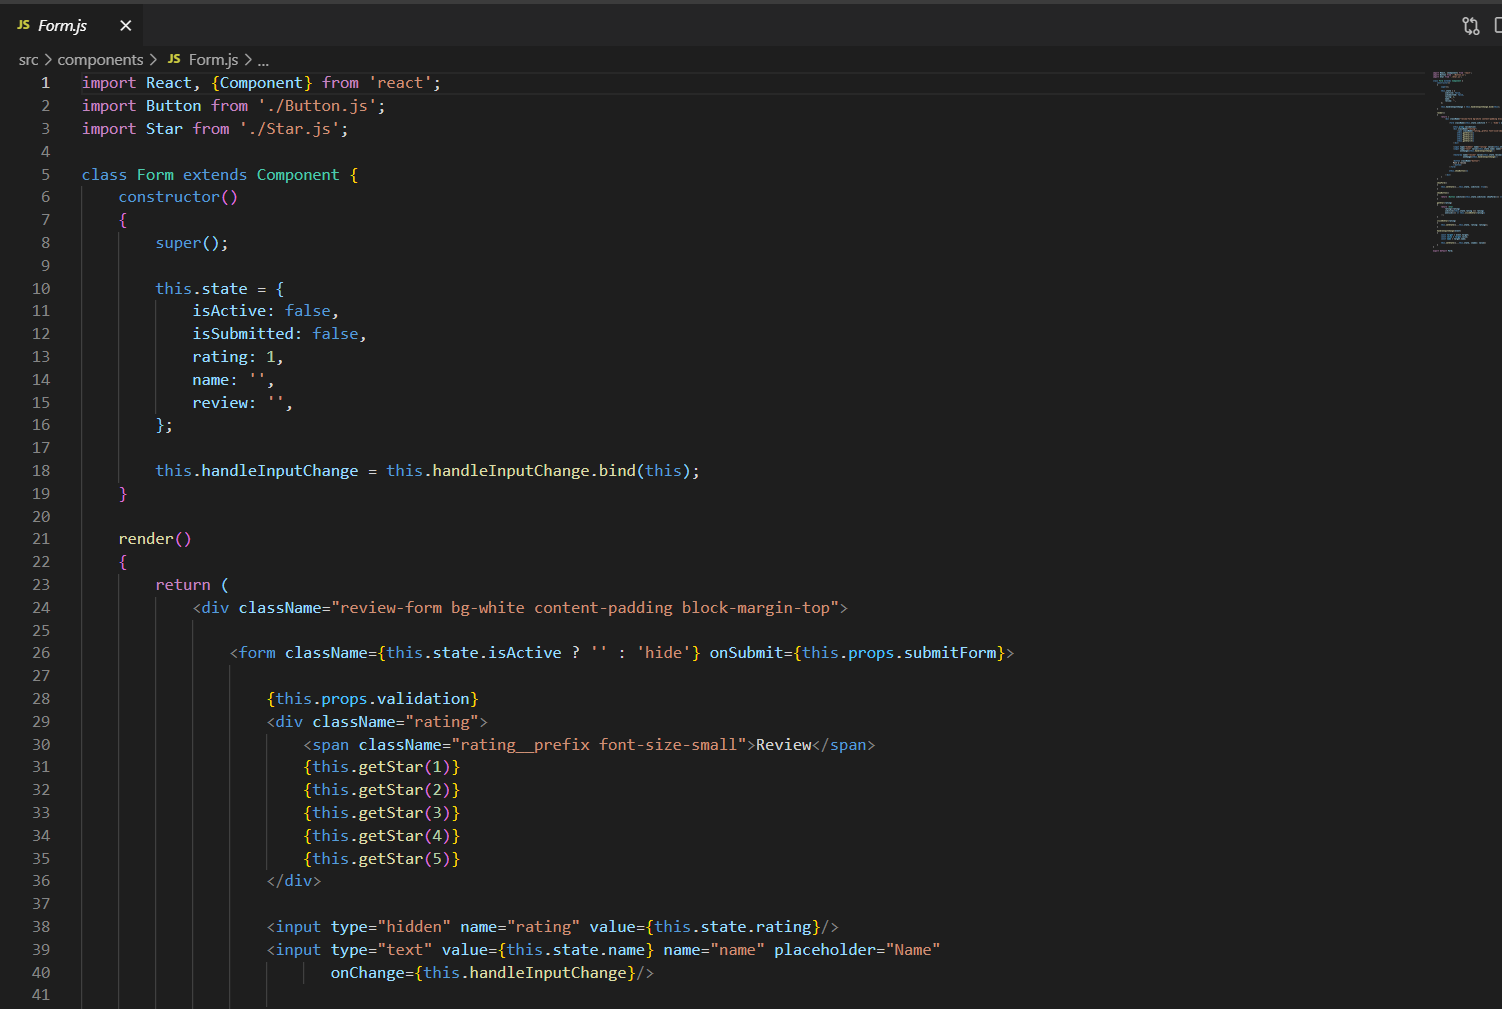 JS Form.js ×
src > components > JS Form.js > ...
1 import React, {Component} from 'react';
2 import Button from './Button.js';
3 import Star from './Star.js';
4
5 class Form extends Component {
6     constructor()
7     {
8         super();
9
10         this.state = {
11             isActive: false,
12             isSubmitted: false,
13             rating: 1,
14             name: '',
15             review: '',
16         };
17
18         this.handleInputChange = this.handleInputChange.bind(this);
19     }
20
21     render()
22     {
23         return (
24             <div className="review-form bg-white content-padding block-margin-top">
25
26                 <form className={this.state.isActive ? '' : 'hide'} onSubmit={this.props.submitForm}>
27
28                     {this.props.validation}
29                     <div className="rating">
30                         <span className="rating__prefix font-size-small">Review</span>
31                         {this.getStar(1)}
32                         {this.getStar(2)}
33                         {this.getStar(3)}
34                         {this.getStar(4)}
35                         {this.getStar(5)}
36                     </div>
37
38                     <input type="hidden" name="rating" value={this.state.rating}/>
39                     <input type="text" value={this.state.name} name="name" placeholder="Name"
40                            onChange={this.handleInputChange}/>
41